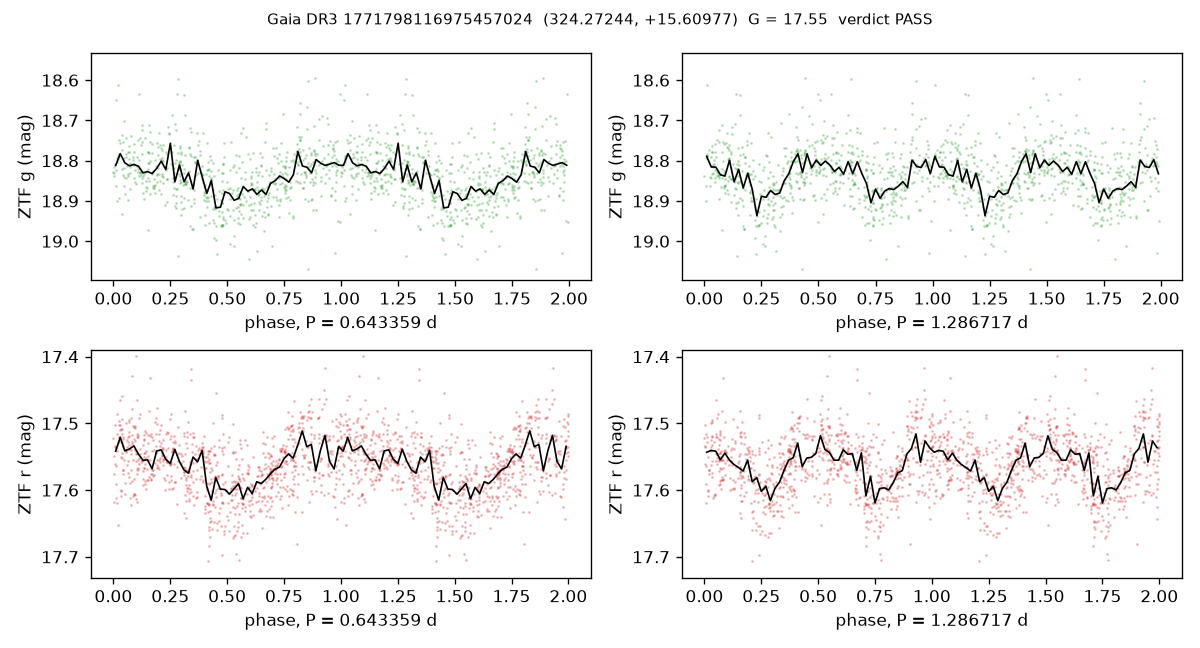 Gaia DR3 1771798116975457024 (324.27244, +15.60977) G = 17.55 verdict PASS
ZTF g (mag)
18.6
18.7
18.8
18.9
19.0
0.00 0.25 0.50 0.75 1.00 1.25 1.50 1.75 2.00
phase, P = 0.643359 d
ZTF g (mag)
18.6
18.7
18.8
18.9
19.0
0.00 0.25 0.50 0.75 1.00 1.25 1.50 1.75 2.00
phase, P = 1.286717 d
ZTF r (mag)
17.4
17.5
17.6
17.7
0.00 0.25 0.50 0.75 1.00 1.25 1.50 1.75 2.00
phase, P = 0.643359 d
ZTF r (mag)
17.4
17.5
17.6
17.7
0.00 0.25 0.50 0.75 1.00 1.25 1.50 1.75 2.00
phase, P = 1.286717 d